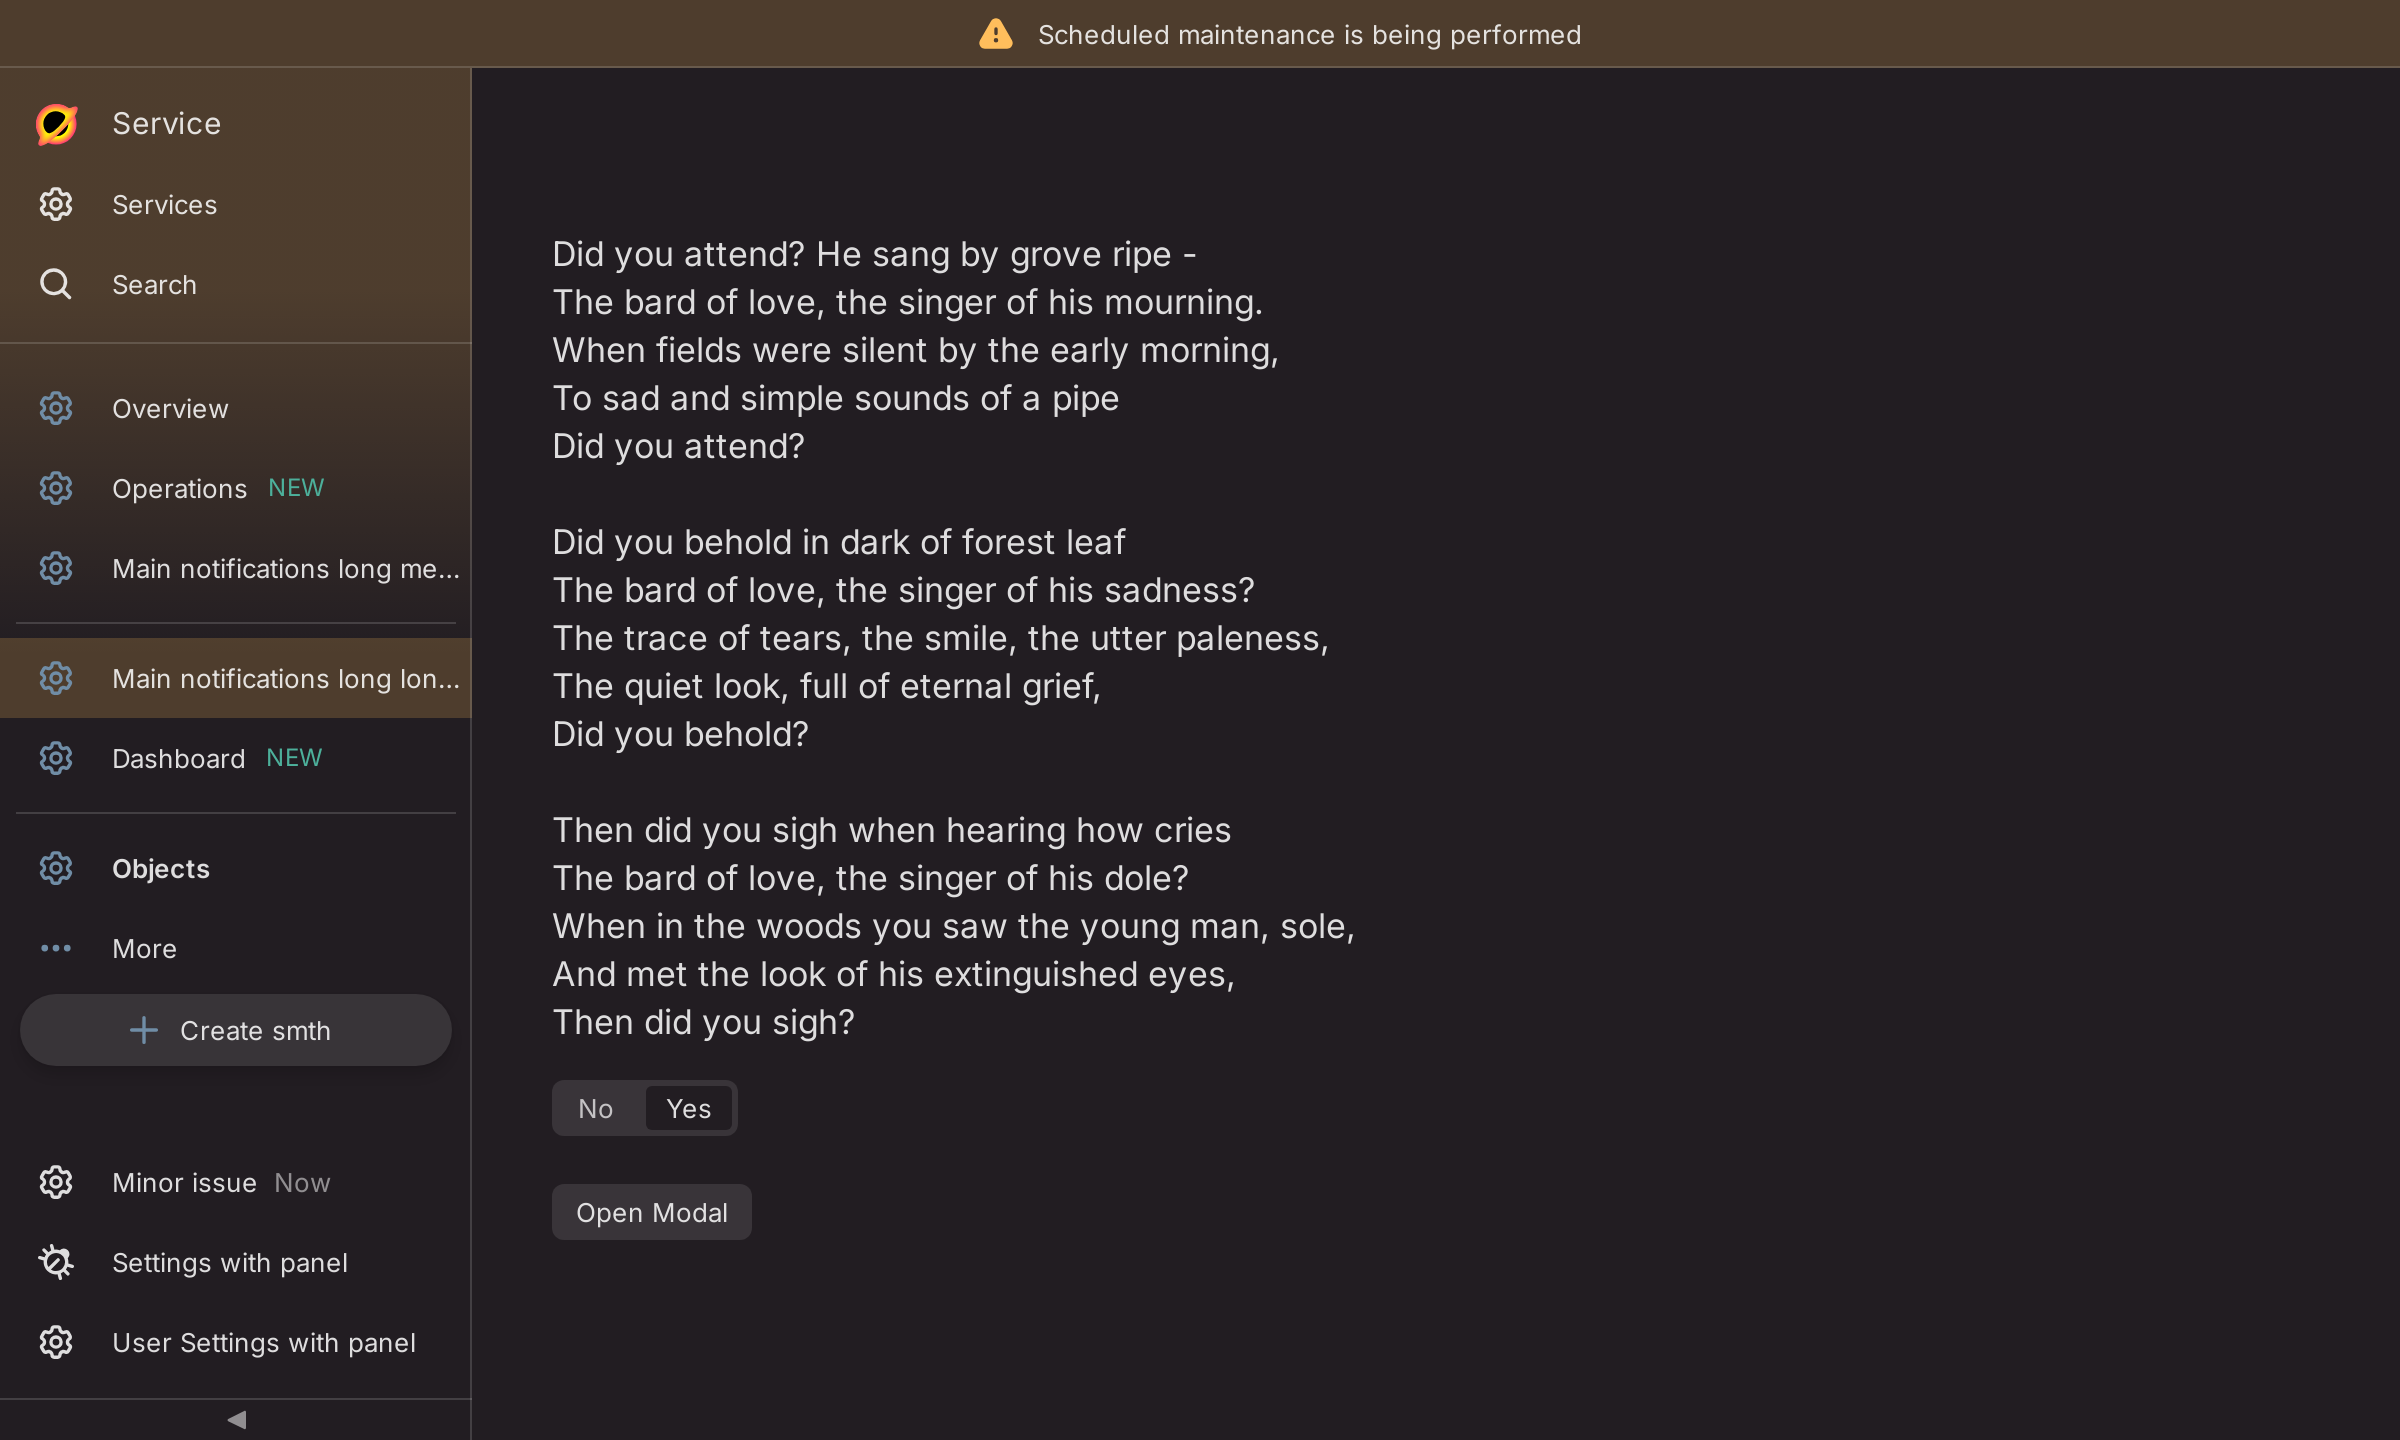 Scheduled maintenance is being performed
Service
Services
Search
Overview
Operations NEW
Main notifications long me...
Main notifications long lon...
Dashboard NEW
Objects
More
Create smth
Minor issue Now
Settings with panel
User Settings with panel
Did you attend? He sang by grove ripe -
The bard of love, the singer of his mourning.
When fields were silent by the early morning,
To sad and simple sounds of a pipe
Did you attend?
Did you behold in dark of forest leaf
The bard of love, the singer of his sadness?
The trace of tears, the smile, the utter paleness,
The quiet look, full of eternal grief,
Did you behold?
Then did you sigh when hearing how cries
The bard of love, the singer of his dole?
When in the woods you saw the young man, sole,
And met the look of his extinguished eyes,
Then did you sigh?
No Yes
Open Modal